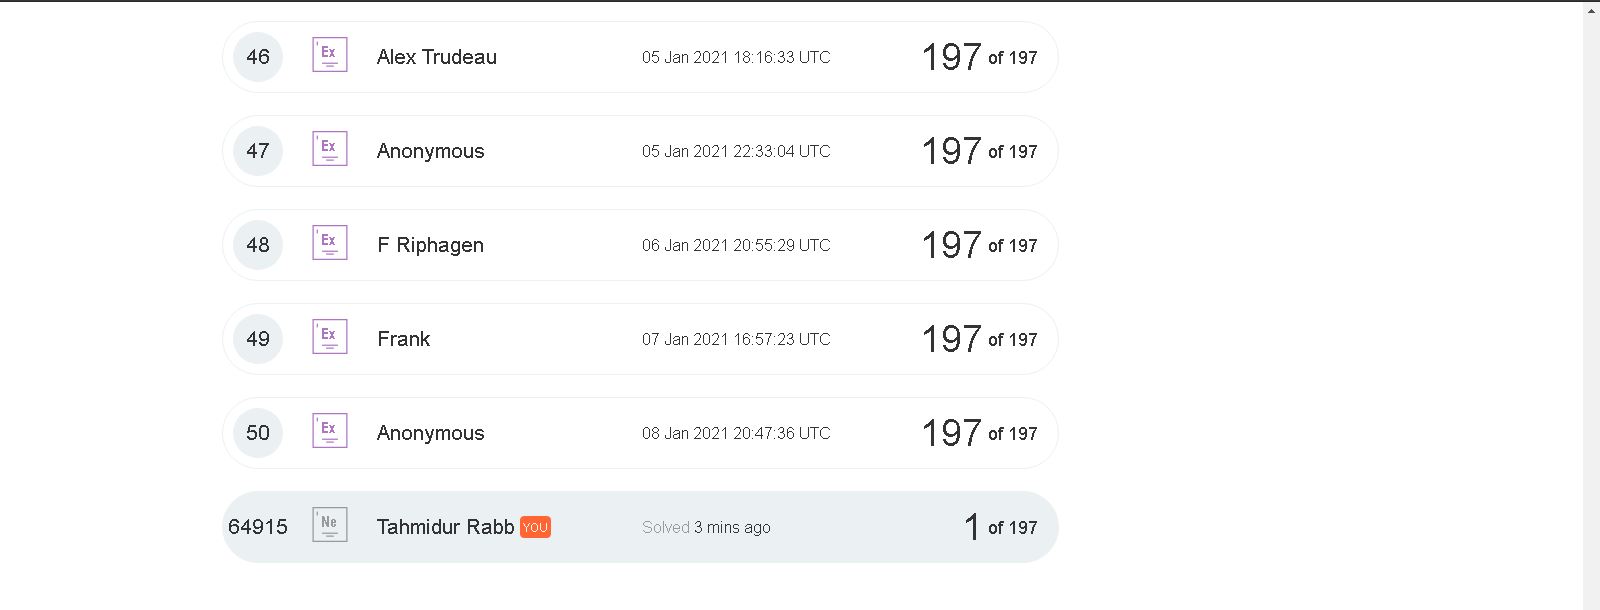 46 Ex Alex Trudeau 05 Jan 2021 18:16:33 UTC 197 of 197
47 Ex Anonymous 05 Jan 2021 22:33:04 UTC 197 of 197
48 Ex F Riphagen 06 Jan 2021 20:55:29 UTC 197 of 197
49 Ex Frank 07 Jan 2021 16:57:23 UTC 197 of 197
50 Ex Anonymous 08 Jan 2021 20:47:36 UTC 197 of 197
64915 Ne Tahmidur Rabb YOU Solved 3 mins ago 1 of 197